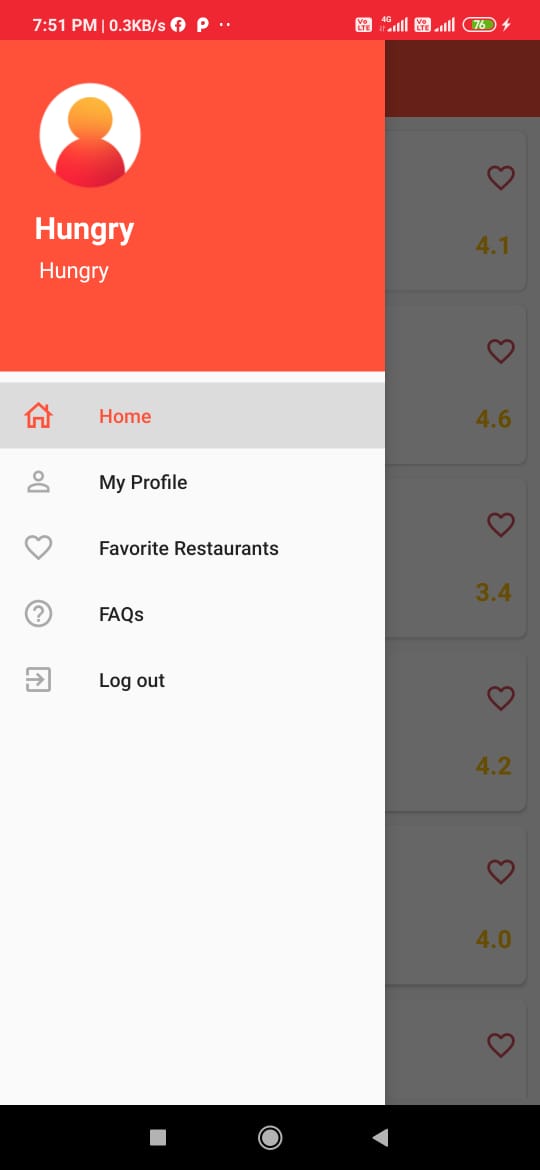 7:51 PM | 0.3KB/s
Vo LTE 4G Vo LTE 76
Hungry
Hungry
Home
My Profile
Favorite Restaurants
FAQs
Log out
4.1
4.6
3.4
4.2
4.0